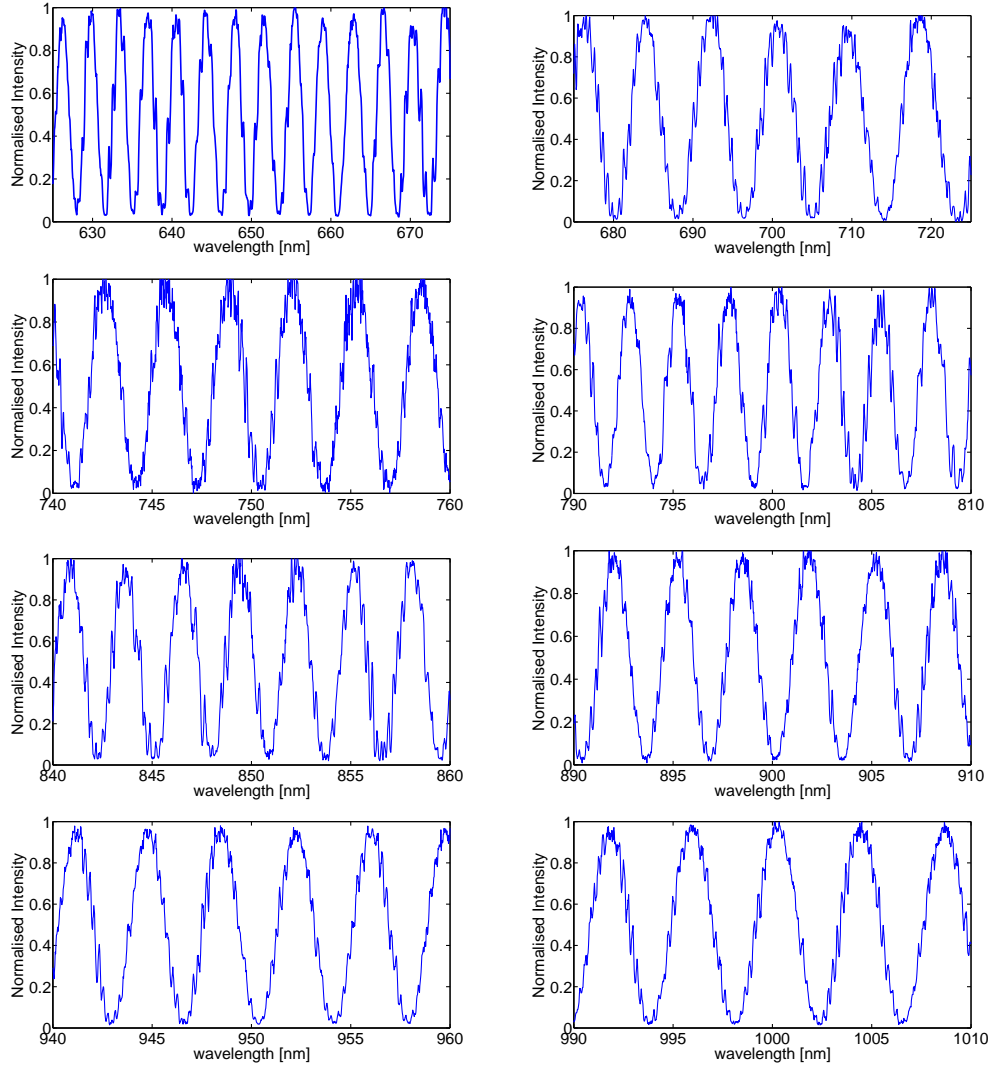 Normalised Intensity
1
0.8
0.6
0.4
0.2
0
630 640 650 660 670
wavelength [nm]
Normalised Intensity
1
0.8
0.6
0.4
0.2
0
680 690 700 710 720
wavelength [nm]
Normalised Intensity
1
0.8
0.6
0.4
0.2
0
740 745 750 755 760
wavelength [nm]
Normalised Intensity
1
0.8
0.6
0.4
0.2
0
790 795 800 805 810
wavelength [nm]
Normalised Intensity
1
0.8
0.6
0.4
0.2
0
840 845 850 855 860
wavelength [nm]
Normalised Intensity
1
0.8
0.6
0.4
0.2
0
890 895 900 905 910
wavelength [nm]
Normalised Intensity
1
0.8
0.6
0.4
0.2
0
940 945 950 955 960
wavelength [nm]
Normalised Intensity
1
0.8
0.6
0.4
0.2
0
990 995 1000 1005 1010
wavelength [nm]